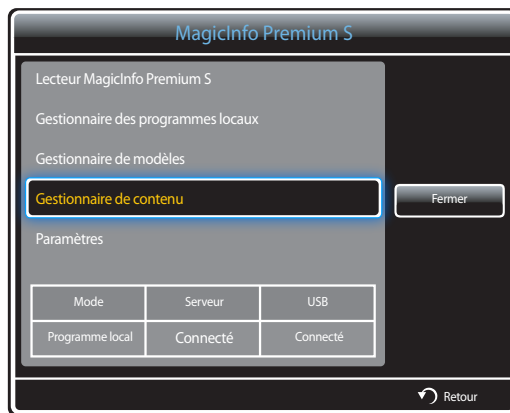 MagicInfo Premium S
Lecteur MagicInfo Premium S
Gestionnaire des programmes locaux
Gestionnaire de modèles
Gestionnaire de contenu
Fermer
Paramètres
Mode Serveur USB
Programme local Connecté Connecté
Retour